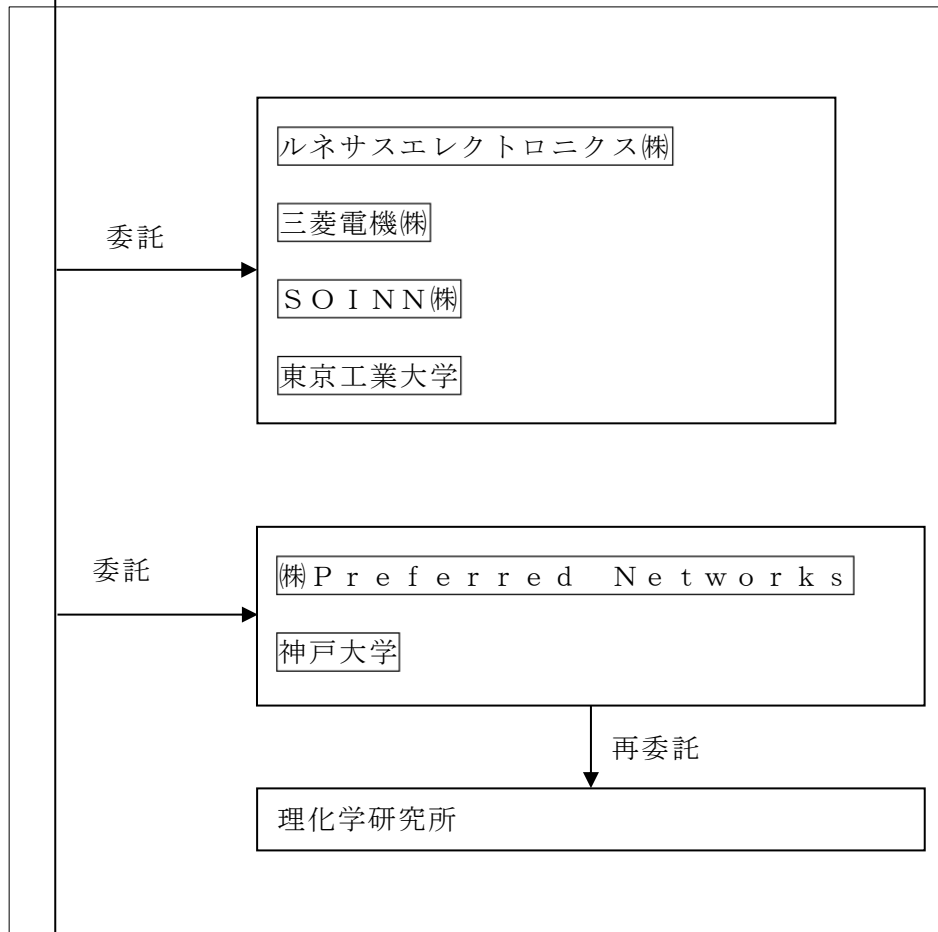 ルネサスエレクトロニクス㈱
三菱電機㈱
委託
ＳＯＩＮＮ㈱
東京工業大学
委託
㈱Ｐｒｅｆｅｒｒｅｄ　Ｎｅｔｗｏｒｋｓ
神戸大学
再委託
理化学研究所